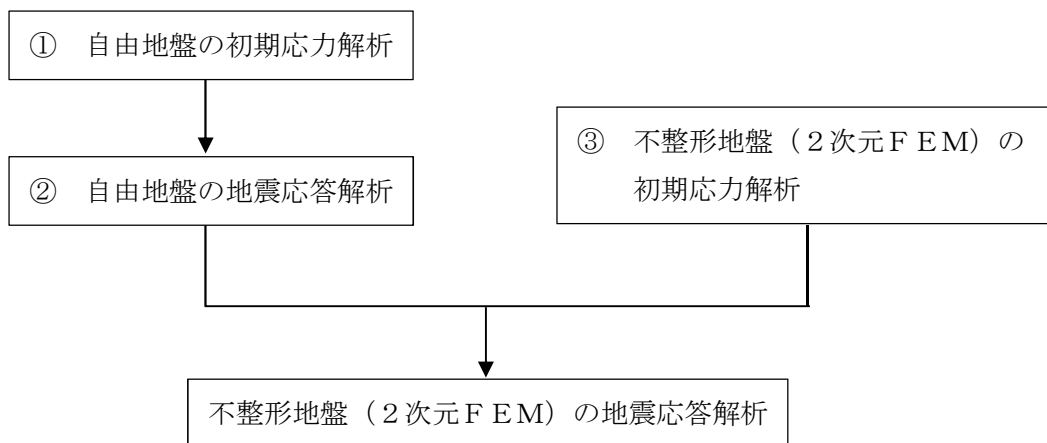 ①　自由地盤の初期応力解析
②　自由地盤の地震応答解析
③　不整形地盤（２次元ＦＥＭ）の
初期応力解析
不整形地盤（２次元ＦＥＭ）の地震応答解析